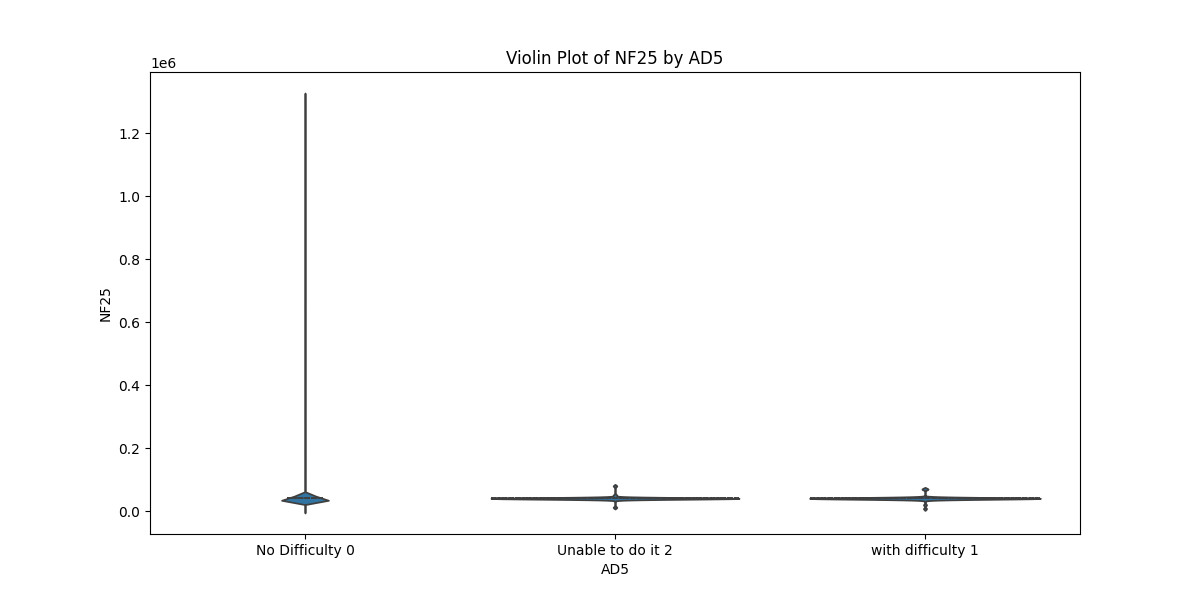 Violin Plot of NF25 by AD5
1e6
1.2
1.0
0.8
0.6
0.4
0.2
0.0
NF25
No Difficulty 0 Unable to do it 2 with difficulty 1
AD5